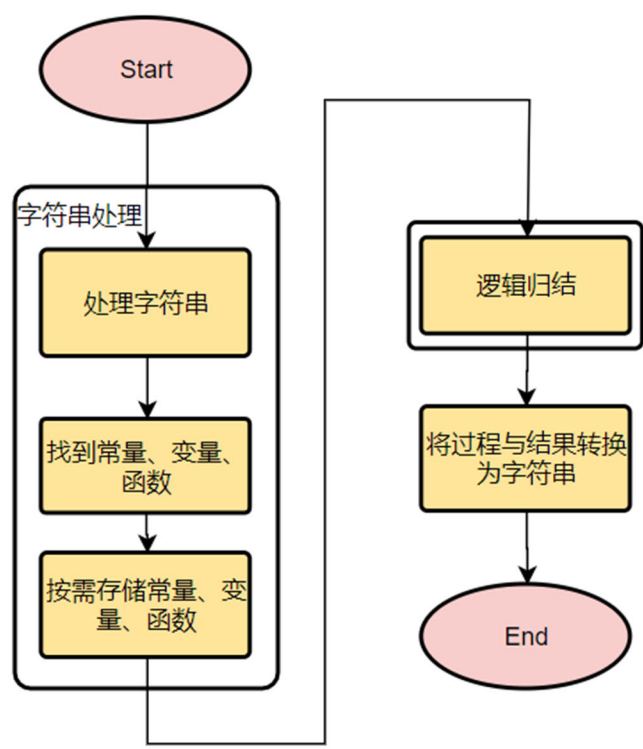 Start
字符串处理
处理字符串
找到常量、变量、
函数
按需存储常量、变
量、函数
逻辑归结
将过程与结果转换
为字符串
End